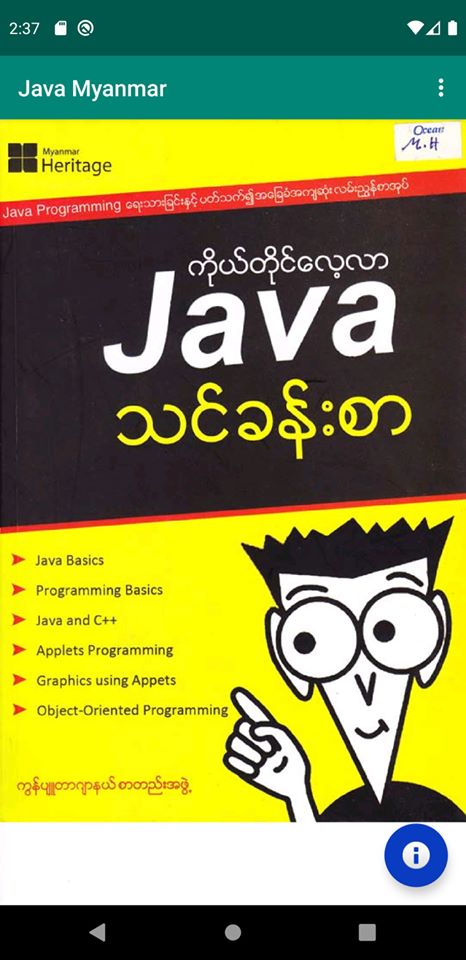 2:37
Java Myanmar
Myanmar
Heritage
Ocean
M.H
Java Programming ရေးသားခြင်းနှင့် ပတ်သက်၍ အခြေခံအကျဆုံး လမ်းညွှန်စာအုပ်
ကိုယ်တိုင်လေ့လာ
Java
သင်ခန်းစာ
Java Basics
Programming Basics
Java and C++
Applets Programming
Graphics using Appets
Object-Oriented Programming
ကွန်ပျူတာဂျာနယ် စာတည်းအဖွဲ့